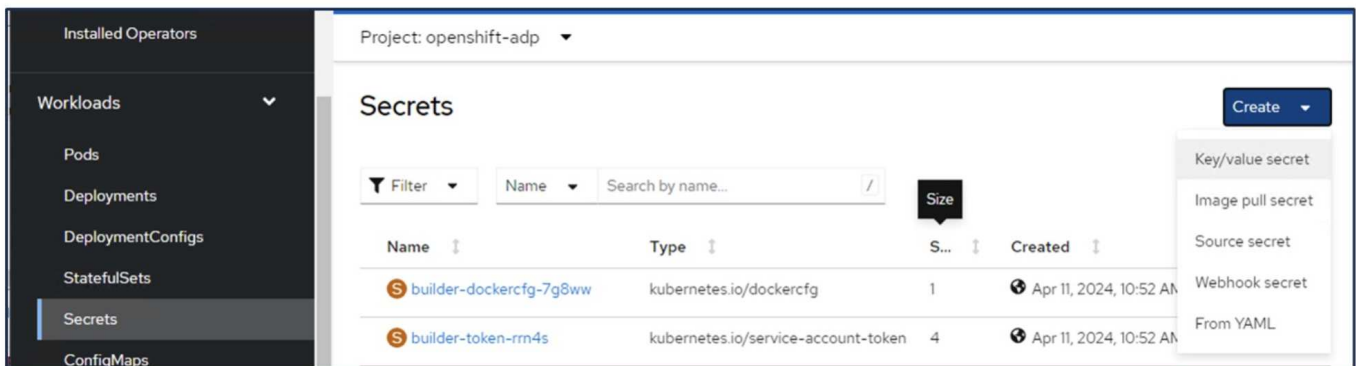 Installed Operators
Project: openshift-adp
Workloads
Secrets
Create
Pods
Key/value secret
Filter
Name
Search by name...
/
Size
Image pull secret
Deployments
DeploymentConfigs
Name
Type
S...
Created
Source secret
StatefulSets
S builder-dockercfg-7g8ww
kubernetes.io/dockercfg
1
Apr 11, 2024, 10:52 AM
Webhook secret
Secrets
From YAML
S builder-token-rrn4s
kubernetes.io/service-account-token
4
Apr 11, 2024, 10:52 AM
ConfigMaps